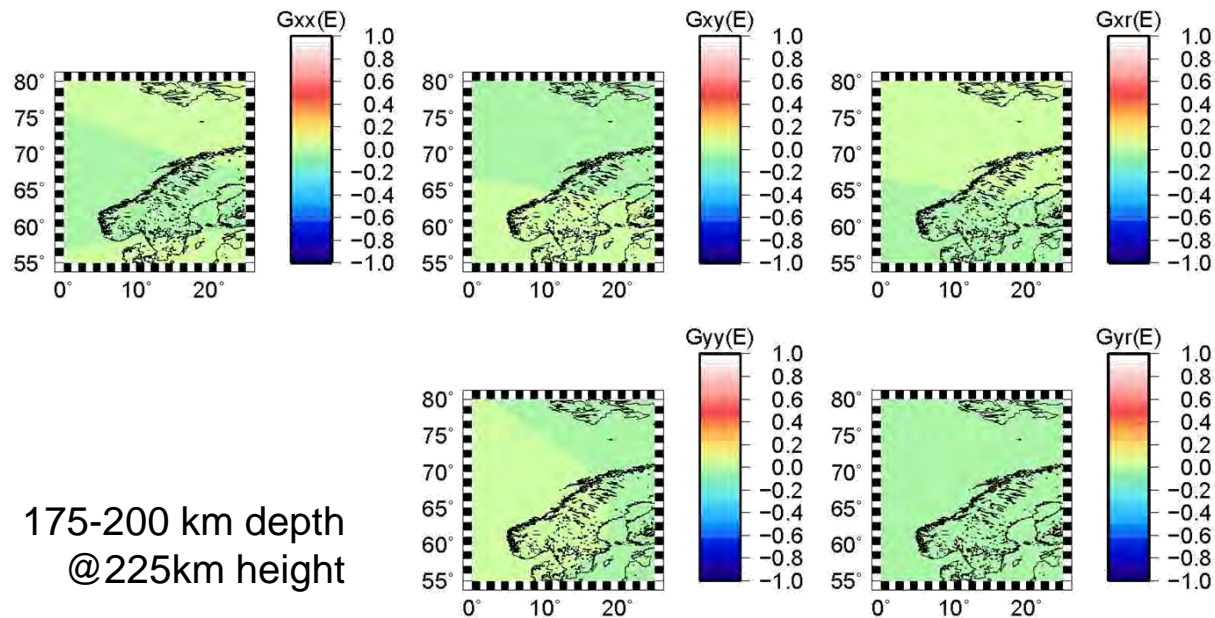 Gxx(E) Gxy(E) Gxr(E)
1.0 1.0 1.0
0.8 0.8 0.8
80° 0.6 80° 0.6 80° 0.6
75° 0.4 75° 0.4 75° 0.4
0.2 0.2 0.2
70° 0.0 70° 0.0 70° 0.0
65° −0.2 65° −0.2 65° −0.2
−0.4 −0.4 −0.4
60° −0.6 60° −0.6 60° −0.6
−0.8 −0.8 −0.8
55° −1.0 55° −1.0 55° −1.0
0° 10° 20° 0° 10° 20° 0° 10° 20°
Gyy(E) Gyr(E)
1.0 1.0
0.8 0.8
80° 0.6 80° 0.6
75° 0.4 75° 0.4
0.2 0.2
70° 0.0 70° 0.0
65° −0.2 65° −0.2
−0.4 −0.4
60° −0.6 60° −0.6
−0.8 −0.8
55° −1.0 55° −1.0
0° 10° 20° 0° 10° 20°
175-200 km depth
@225km height